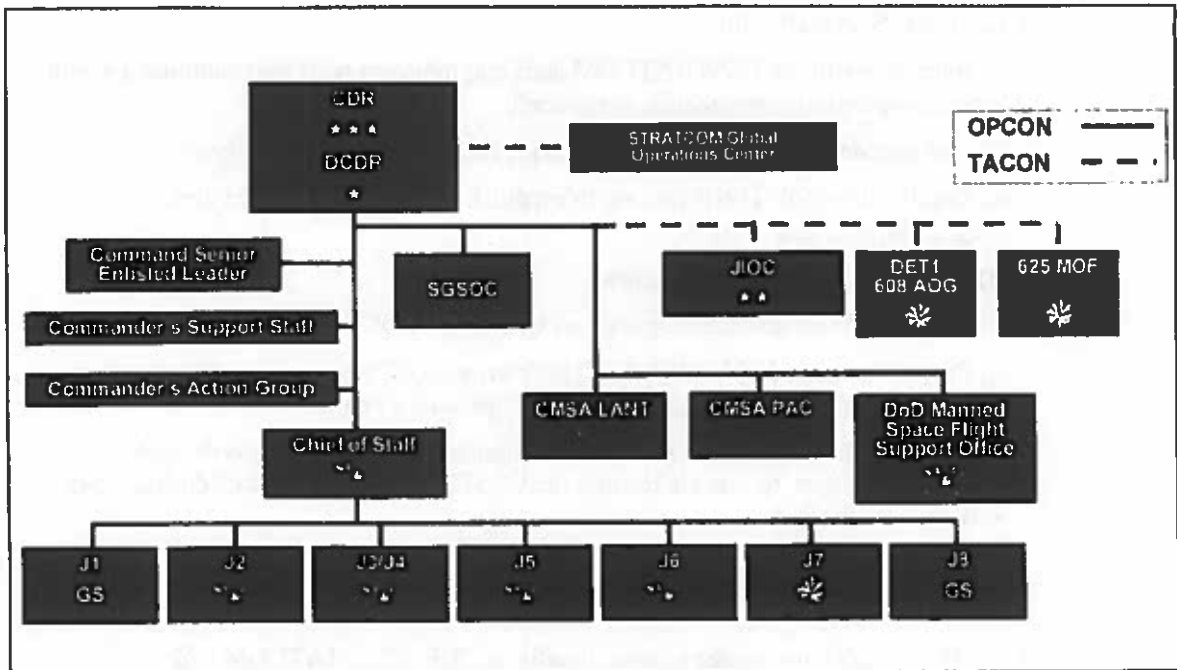 CDR
DCDR
STRATCOM Global
Operations Center
OPCON
TACON
Command Senior
Enlisted Leader
Commander's Support Staff
Commander's Action Group
SGSOC
JIOC
DET1
608 AOG
625 MOF
CMSA LANT
CMSA PAC
DoD Manned
Space Flight
Support Office
Chief of Staff
J1
GS
J2
J3/J4
J5
J6
J7
J8
GS